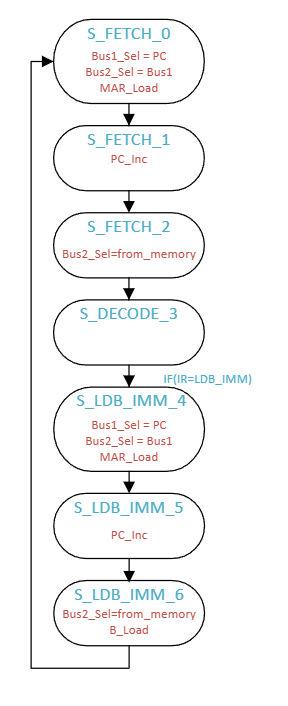 S_FETCH_0
Bus1_Sel = PC
Bus2_Sel = Bus1
MAR_Load
S_FETCH_1
PC_Inc
S_FETCH_2
Bus2_Sel=from_memory
S_DECODE_3
IF(IR=LDB_IMM)
S_LDB_IMM_4
Bus1_Sel = PC
Bus2_Sel = Bus1
MAR_Load
S_LDB_IMM_5
PC_Inc
S_LDB_IMM_6
Bus2_Sel=from_memory
B_Load